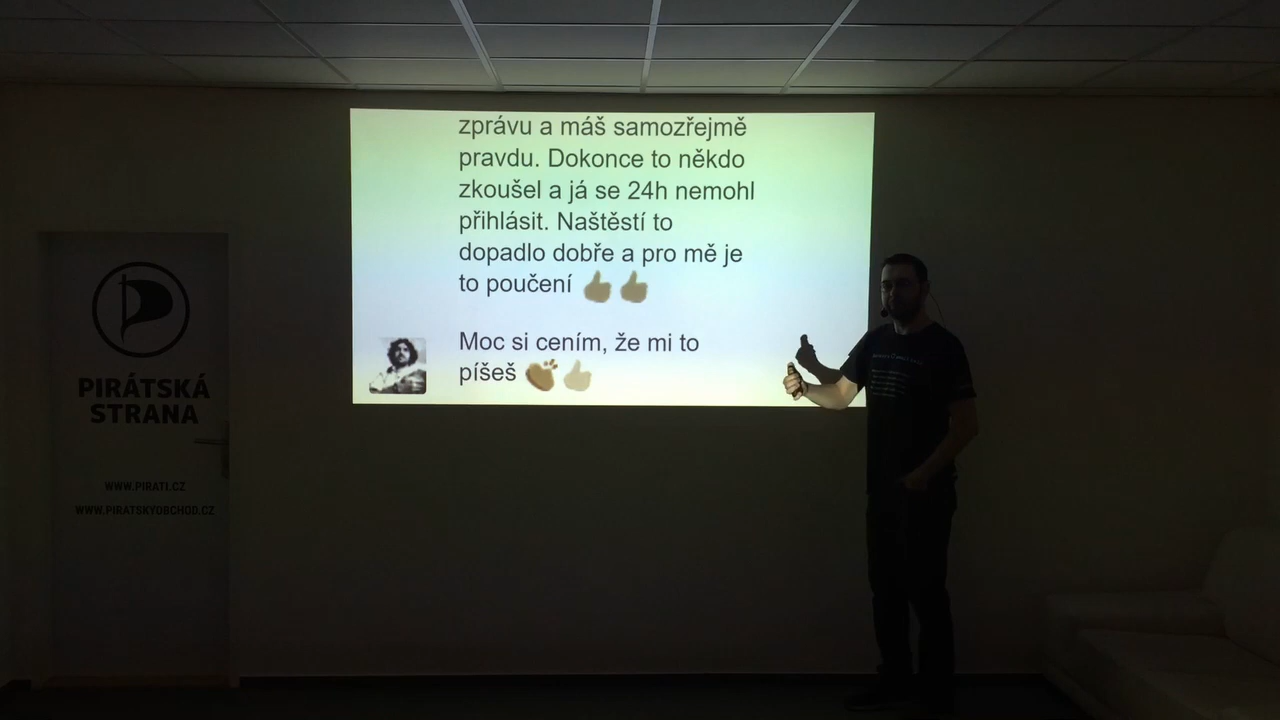 zprávu a máš samozřejmě
pravdu. Dokonce to někdo
zkoušel a já se 24h nemohl
přihlásit. Naštěstí to
dopadlo dobře a pro mě je
to poučení
Moc si cením, že mi to
píšeš
PIRÁTSKÁ
STRANA
WWW.PIRATI.CZ
WWW.PIRATSKYOBCHOD.CZ